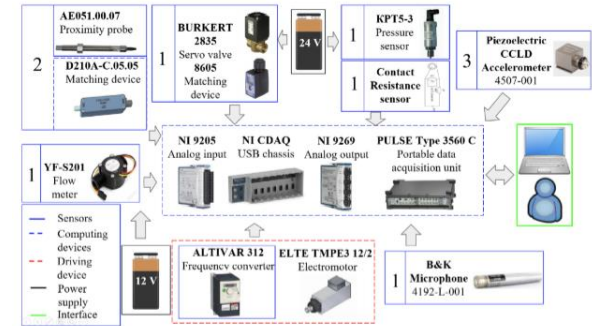 AE051.00.07
Proximity probe
2
D210A-C.05.05
Matching device
1
BURKERT
2835
Servo valve
8605
Matching
device
24 V
1
КРТ5-3
Pressure
sensor
1
Contact
Resistance
sensor
3
Piezoelectric
CCLD
Accelerometer
4507-001
1
YF-S201
Flow
meter
NI 9205
Analog input
NI CDAQ
USB chassis
NI 9269
Analog output
PULSE Type 3560 C
Portable data
acquisition unit
Sensors
Computing
devices
Driving
device
Power
supply
Interface
12 V
ALTIVAR 312
Frequency converter
ELTE TMPE3 12/2
Electromotor
1
B&K
Microphone
4192-L-001